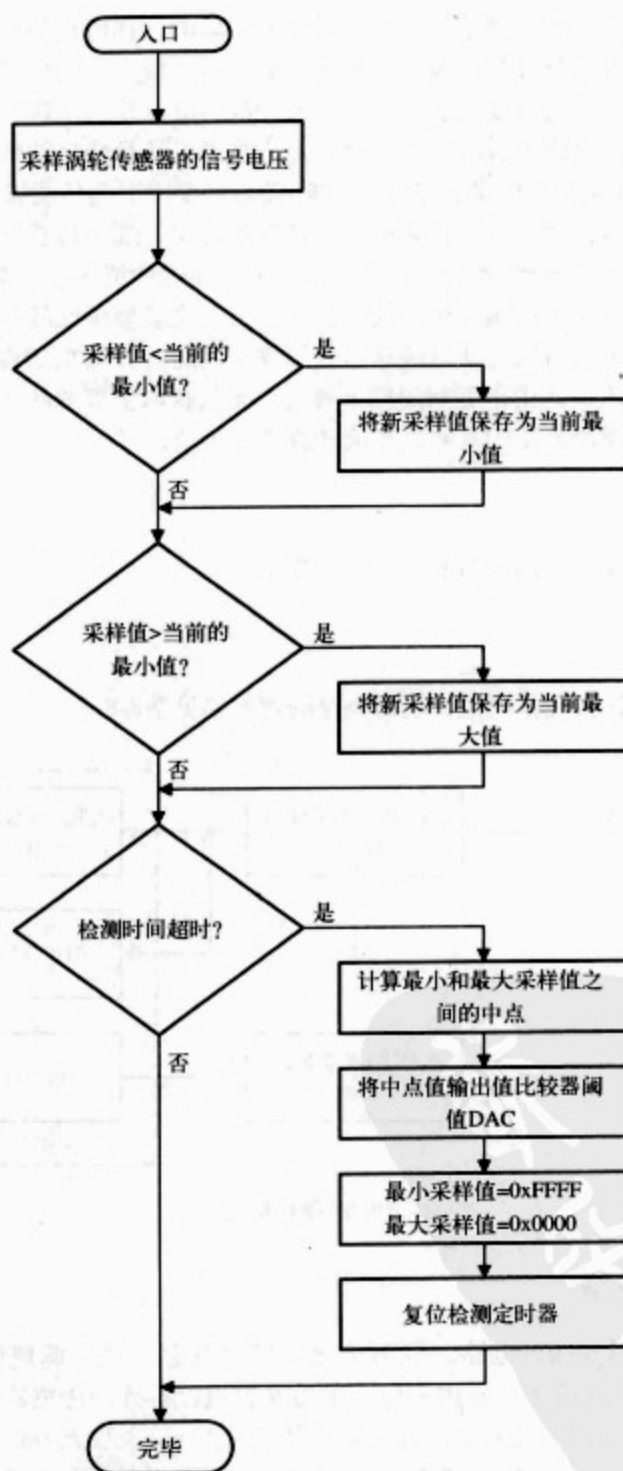 入口
采样涡轮传感器的信号电压
采样值<当前的
最小值?
是
将新采样值保存为当前最
小值
否
采样值>当前的
最小值?
是
将新采样值保存为当前最
大值
否
检测时间超时?
是
计算最小和最大采样值之
间的中点
否
将中点值输出值比较器阈
值DAC
最小采样值=0xFFFF
最大采样值=0x0000
复位检测定时器
完毕